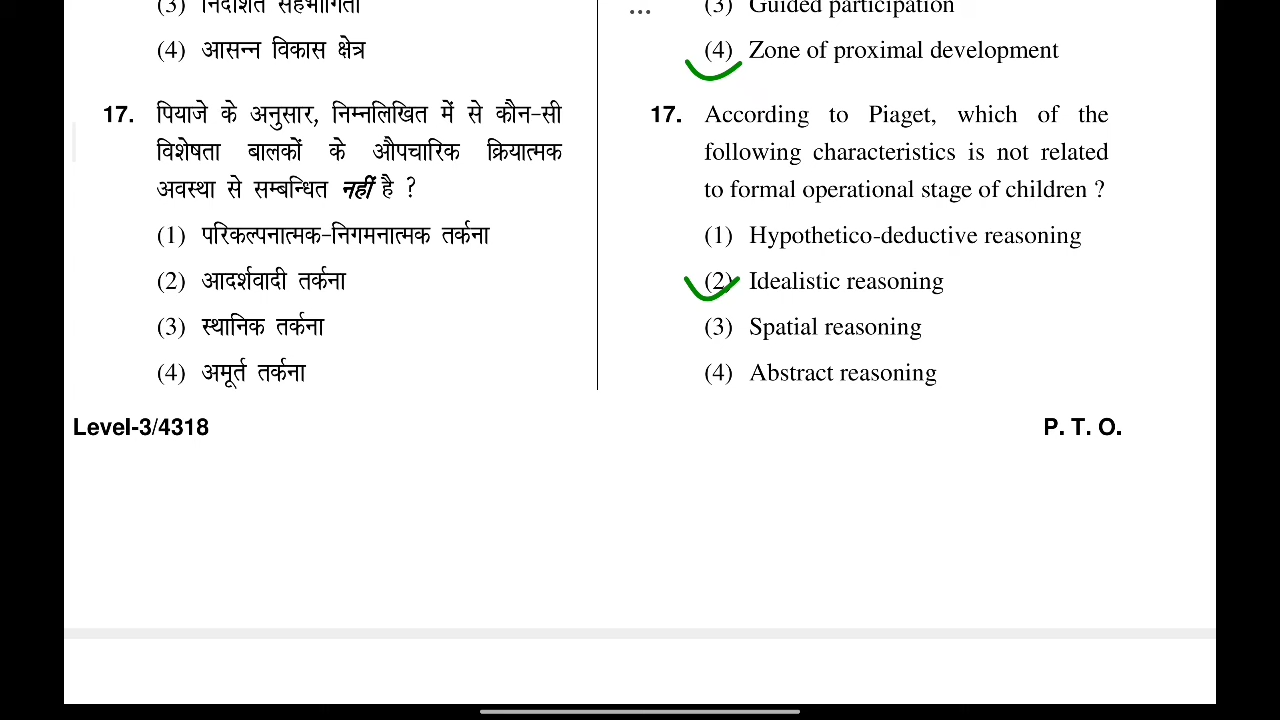 (3) निर्देशित सहभागिता
(4) आसन्न विकास क्षेत्र
17. पियाजे के अनुसार, निम्नलिखित में से कौन-सी
विशेषता बालकों के औपचारिक क्रियात्मक
अवस्था से सम्बन्धित नहीं है ?
(1) परिकल्पनात्मक-निगमनात्मक तर्कना
(2) आदर्शवादी तर्कना
(3) स्थानिक तर्कना
(4) अमूर्त तर्कना
Level-3/4318
...
(3) Guided participation
(4) Zone of proximal development
17. According to Piaget, which of the
following characteristics is not related
to formal operational stage of children ?
(1) Hypothetico-deductive reasoning
(2) Idealistic reasoning
(3) Spatial reasoning
(4) Abstract reasoning
P. T. O.